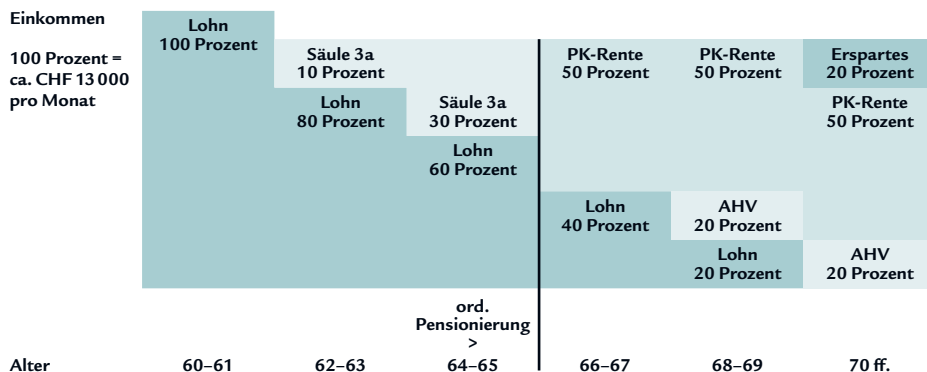 Einkommen
100 Prozent =
ca. CHF 13 000
pro Monat
Lohn
100 Prozent
Säule 3a
10 Prozent
Lohn
80 Prozent
Säule 3a
30 Prozent
Lohn
60 Prozent
PK-Rente
50 Prozent
Lohn
40 Prozent
PK-Rente
50 Prozent
AHV
20 Prozent
Lohn
20 Prozent
Erspartes
20 Prozent
PK-Rente
50 Prozent
AHV
20 Prozent
ord.
Pensionierung
>
Alter 60–61 62–63 64–65 66–67 68–69 70 ff.